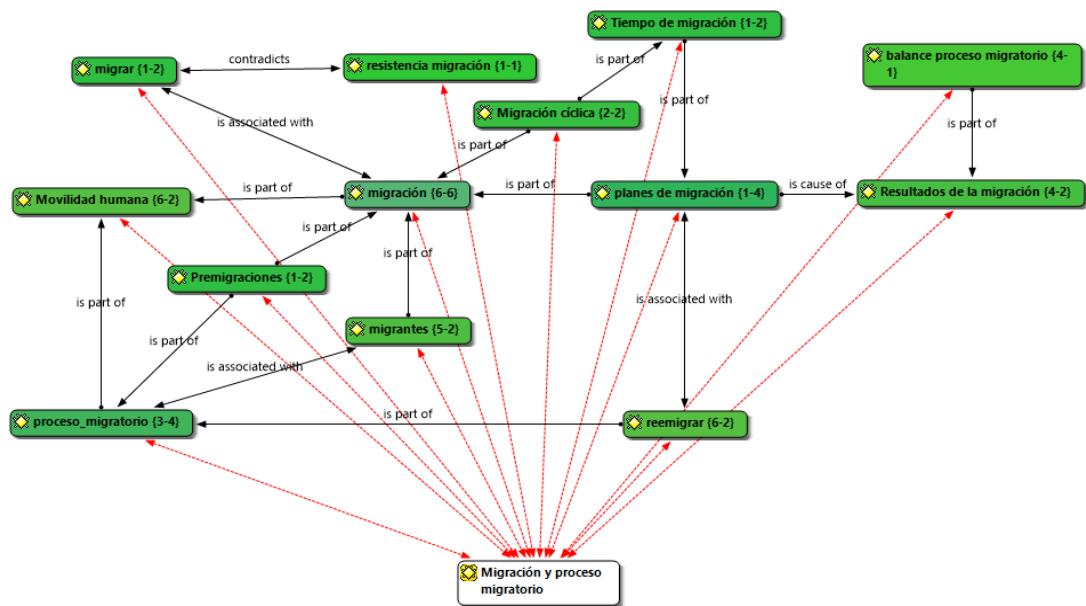 Tiempo de migración {1-2}
is part of
balance proceso migratorio {4-
1}
contradicts
migrar {1-2}
resistencia migración {1-1}
is part of
Migración cíclica {2-2}
is associated with
is part of
is part of
migración {6-6}
is part of
planes de migración {1-4}
is cause of
Resultados de la migración {4-2}
is part of
Movilidad humana {6-2}
is part of
Premigraciones {1-2}
is part of
is associated with
is part of
migrantes {5-2}
is part of
is associated with
proceso_migratorio {3-4}
is part of
reemigrar {6-2}
Migración y proceso
migratorio